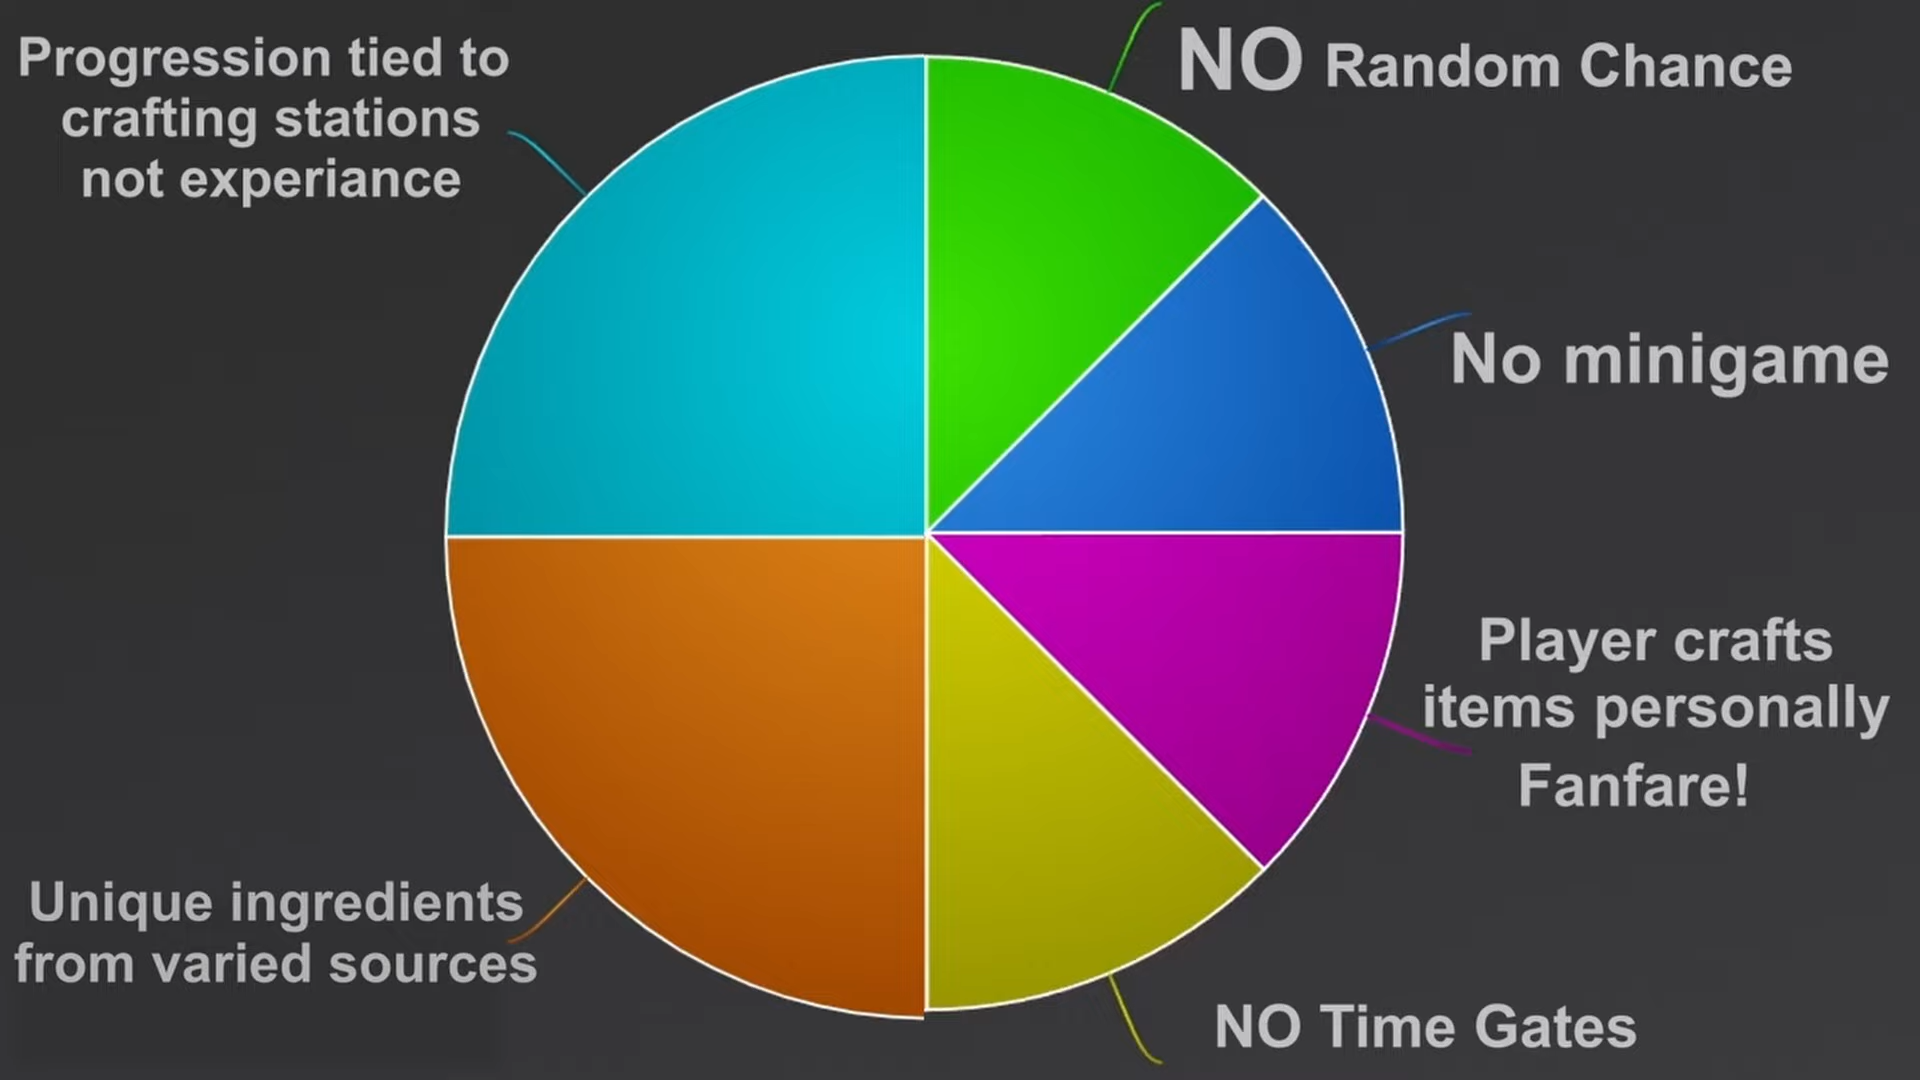 Progression tied to
crafting stations
not experiance
NO Random Chance
No minigame
Player crafts
items personally
Fanfare!
Unique ingredients
from varied sources
NO Time Gates